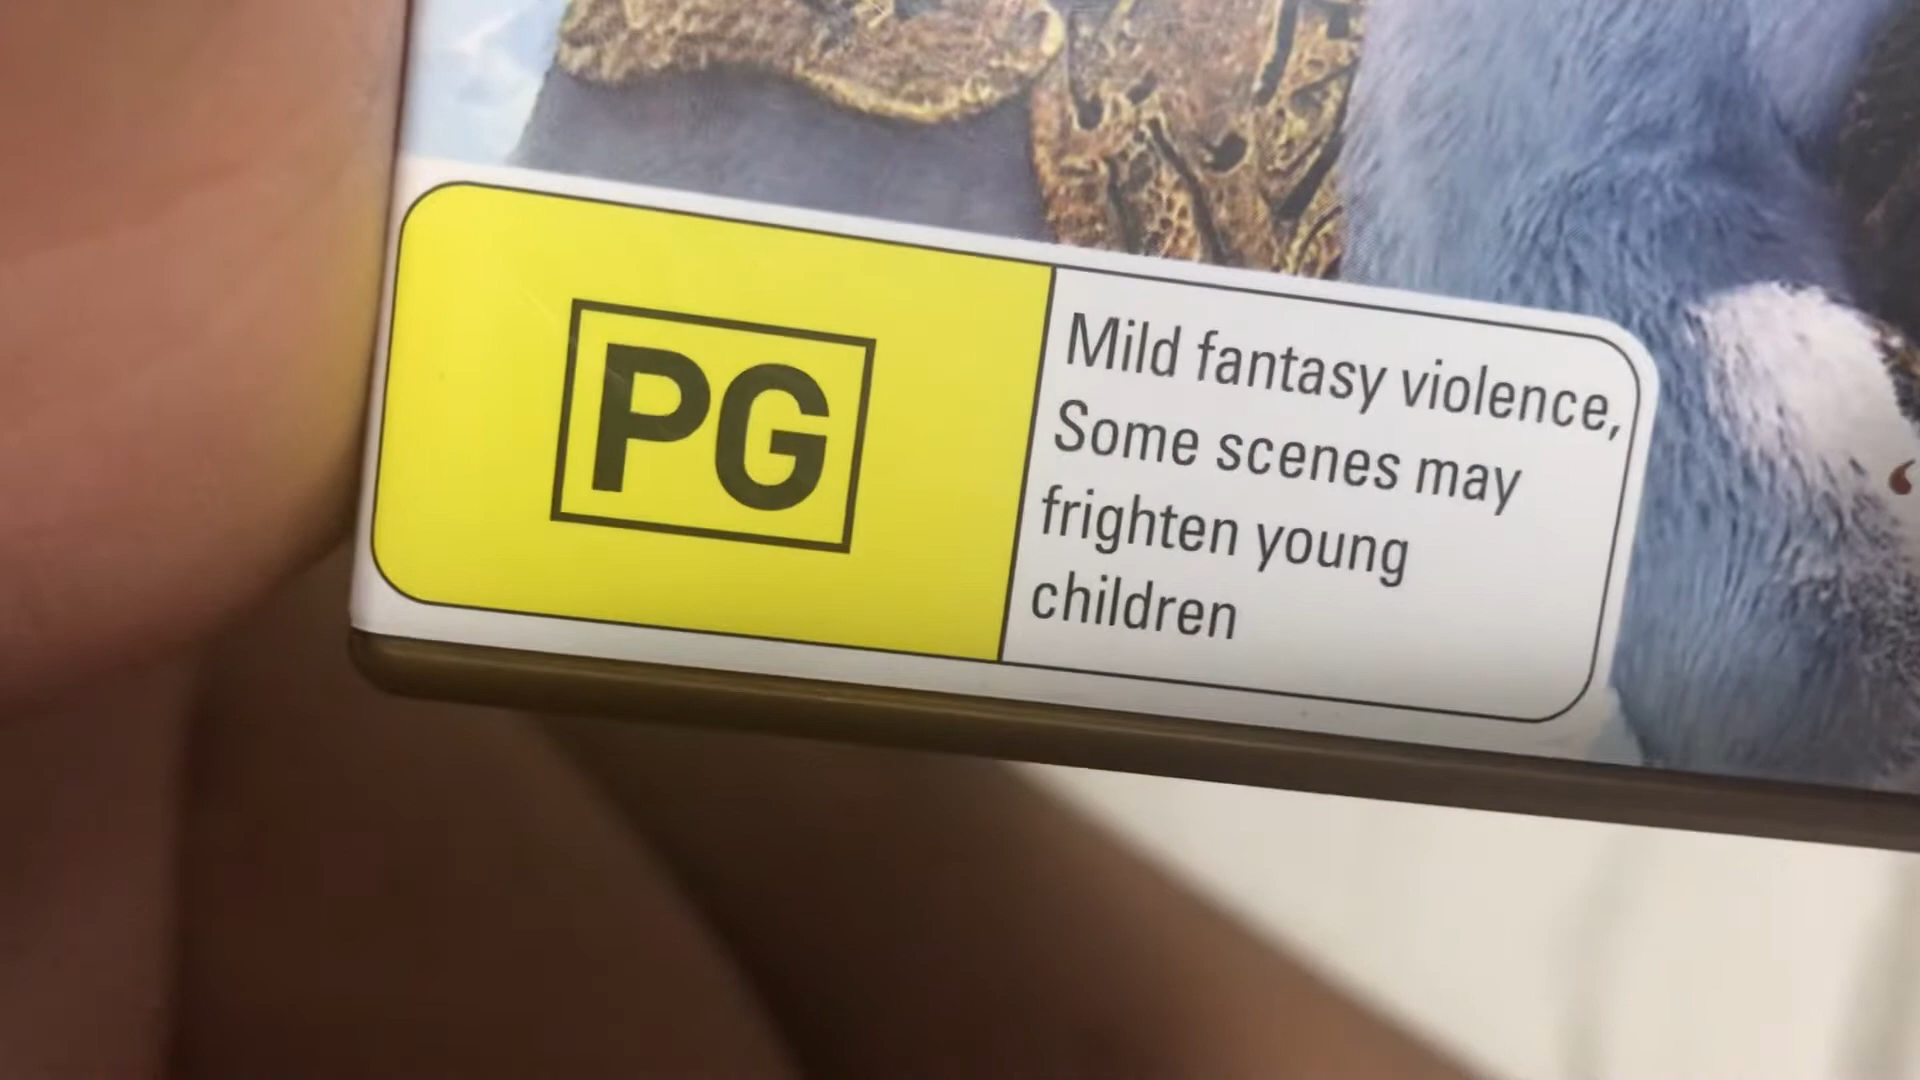 PG
Mild fantasy violence,
Some scenes may
frighten young
children